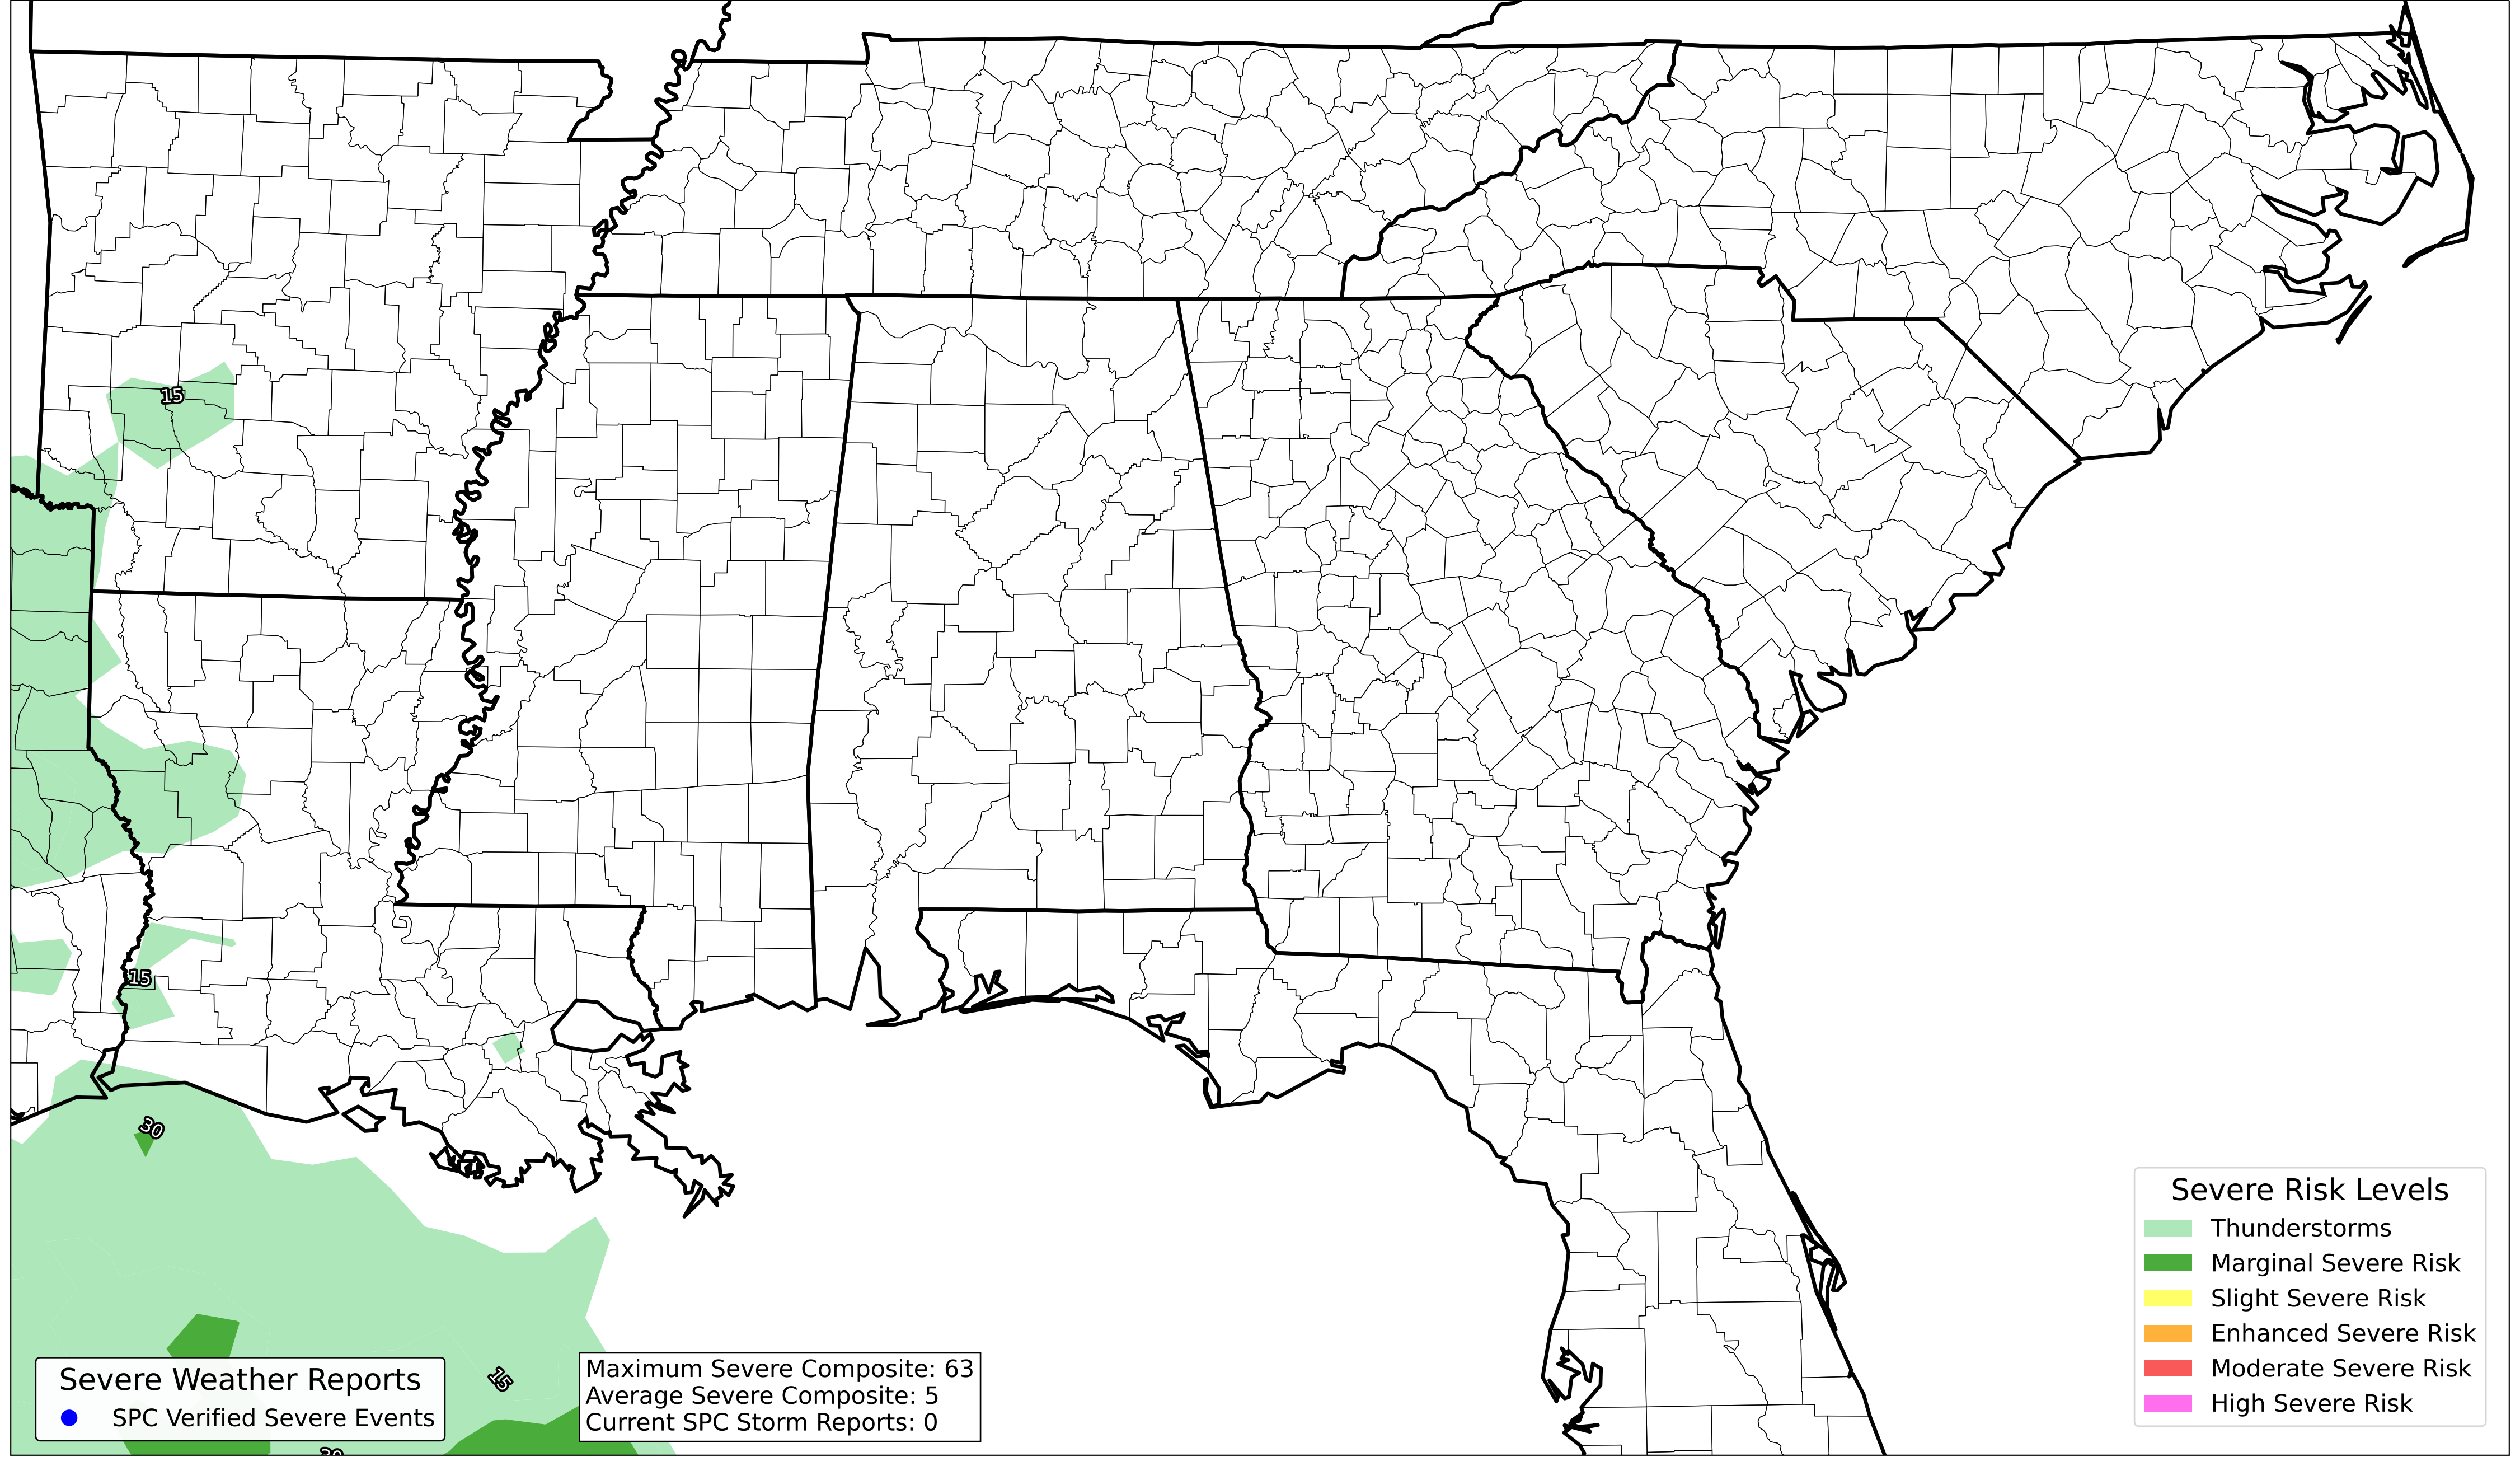 15
15
30
Severe Risk Levels
Thunderstorms
Marginal Severe Risk
Slight Severe Risk
Enhanced Severe Risk
Moderate Severe Risk
High Severe Risk
15
Severe Weather Reports
SPC Verified Severe Events
Maximum Severe Composite: 63
Average Severe Composite: 5
Current SPC Storm Reports: 0